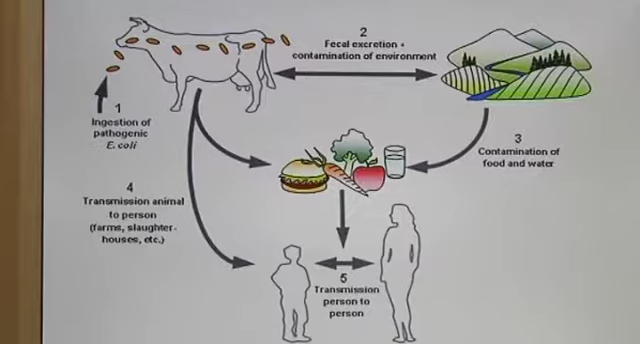 1
Ingestion of
pathogenic
E. coli
2
Fecal excretion +
contamination of environment
3
Contamination of
food and water
4
Transmission animal
to person
(farms, slaughter-
houses, etc.)
5
Transmission
person to
person